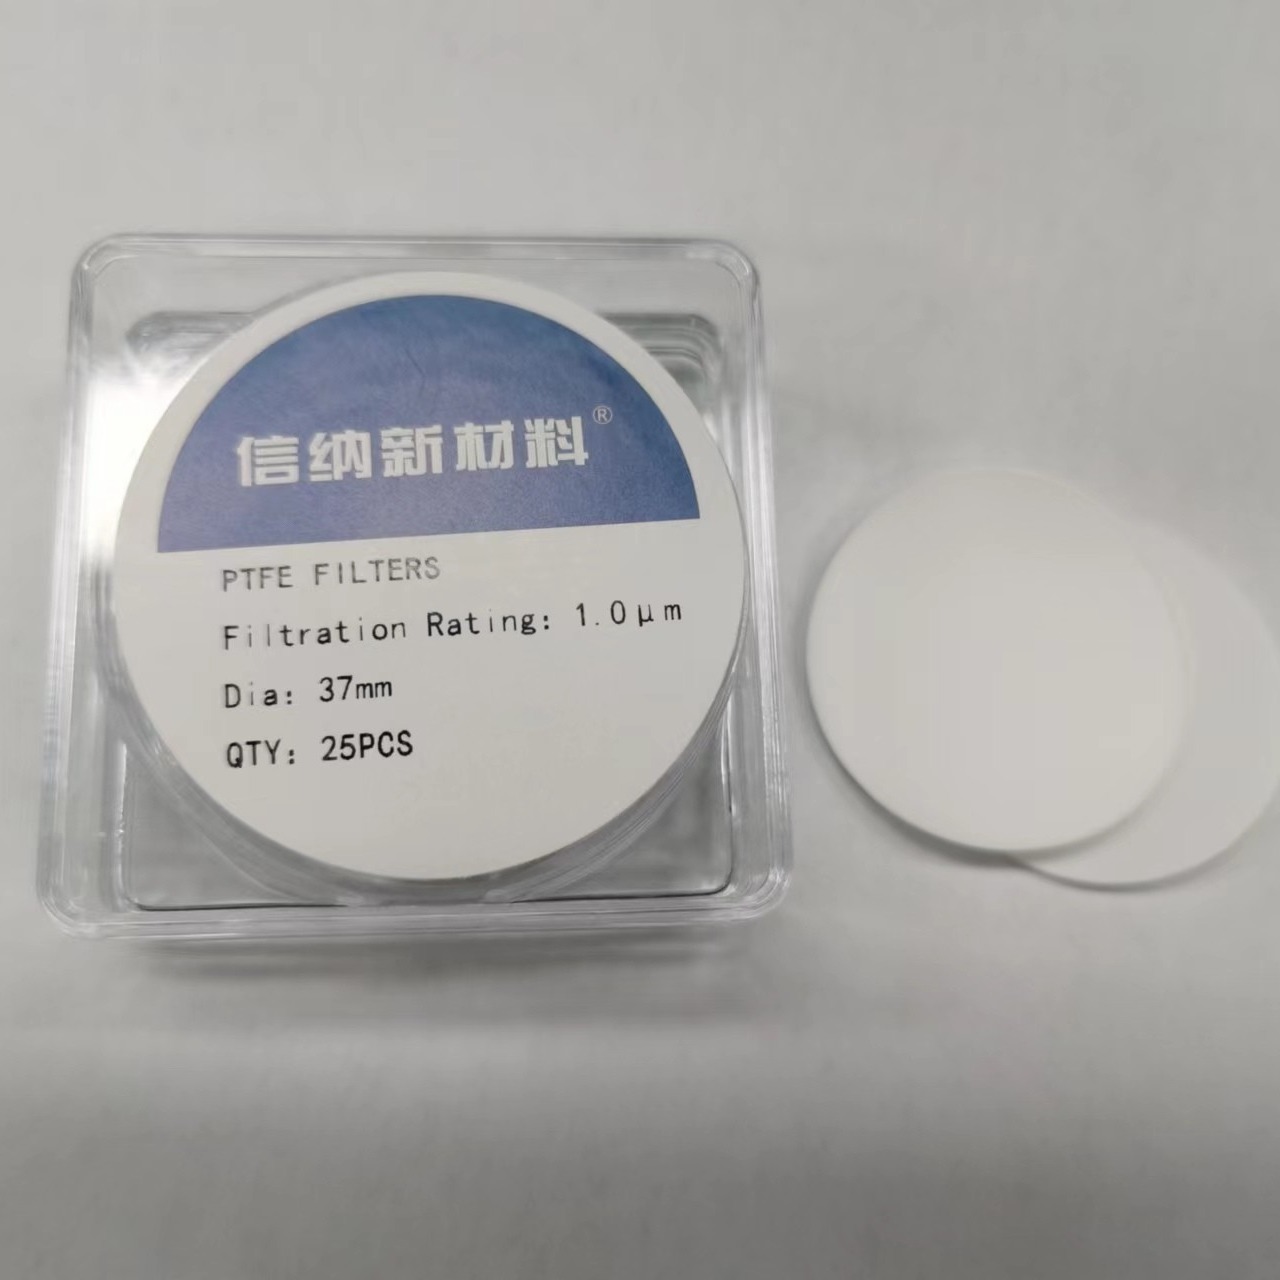 信纳新材料®
PTFE FILTERS
Filtration Rating: 1.0μm
Dia: 37mm
QTY: 25PCS